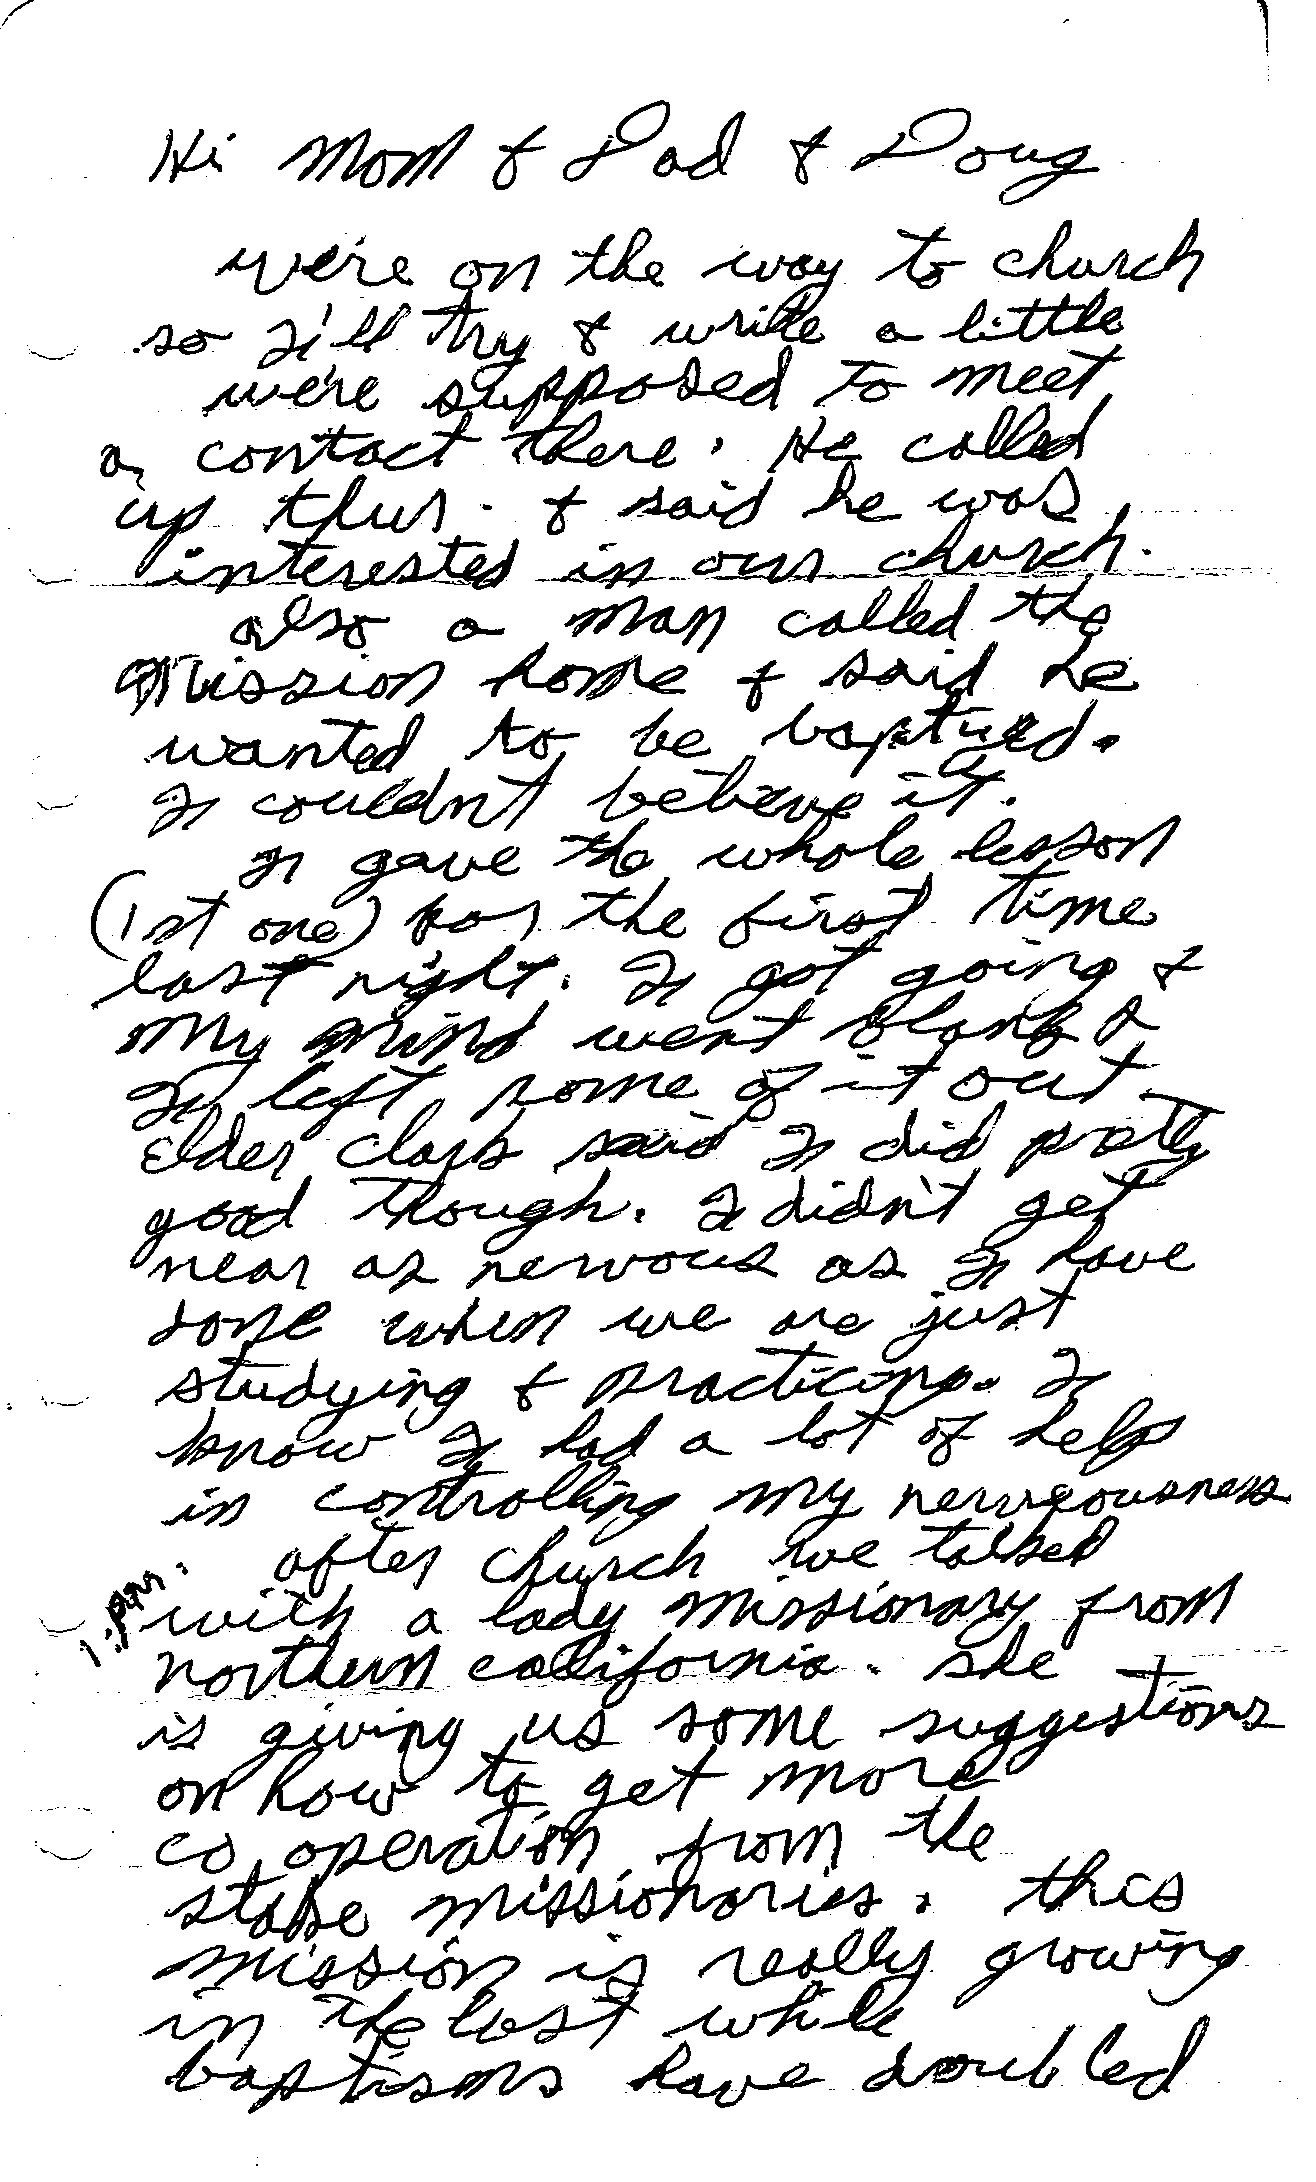 Hi Mom & Dad & Doug
we're on the way to church
so I'll try & write a little
we're supposed to meet
a contact there. He called
up thur. & said he was
interested in our church.
also a man called the
Mission home & said he
wanted to be baptized.
I couldn't believe it.
I gave the whole lesson
(1st one) for the first time
last night. I got going &
my mind went blank &
I left some of it out
Elder Clark said I did pretty
good though. I didn't get
near as nervous as I have
done when we are just
studying & practicing. I
know I had a lot of help
in controlling my nerveousness
after church we talked
1:pm. with a lady missionary from
northern california. she
is giving us some suggestions
on how to get more
co operation from the
stake missionaries. this
mission is really growing
in the last while
baptisms have doubled